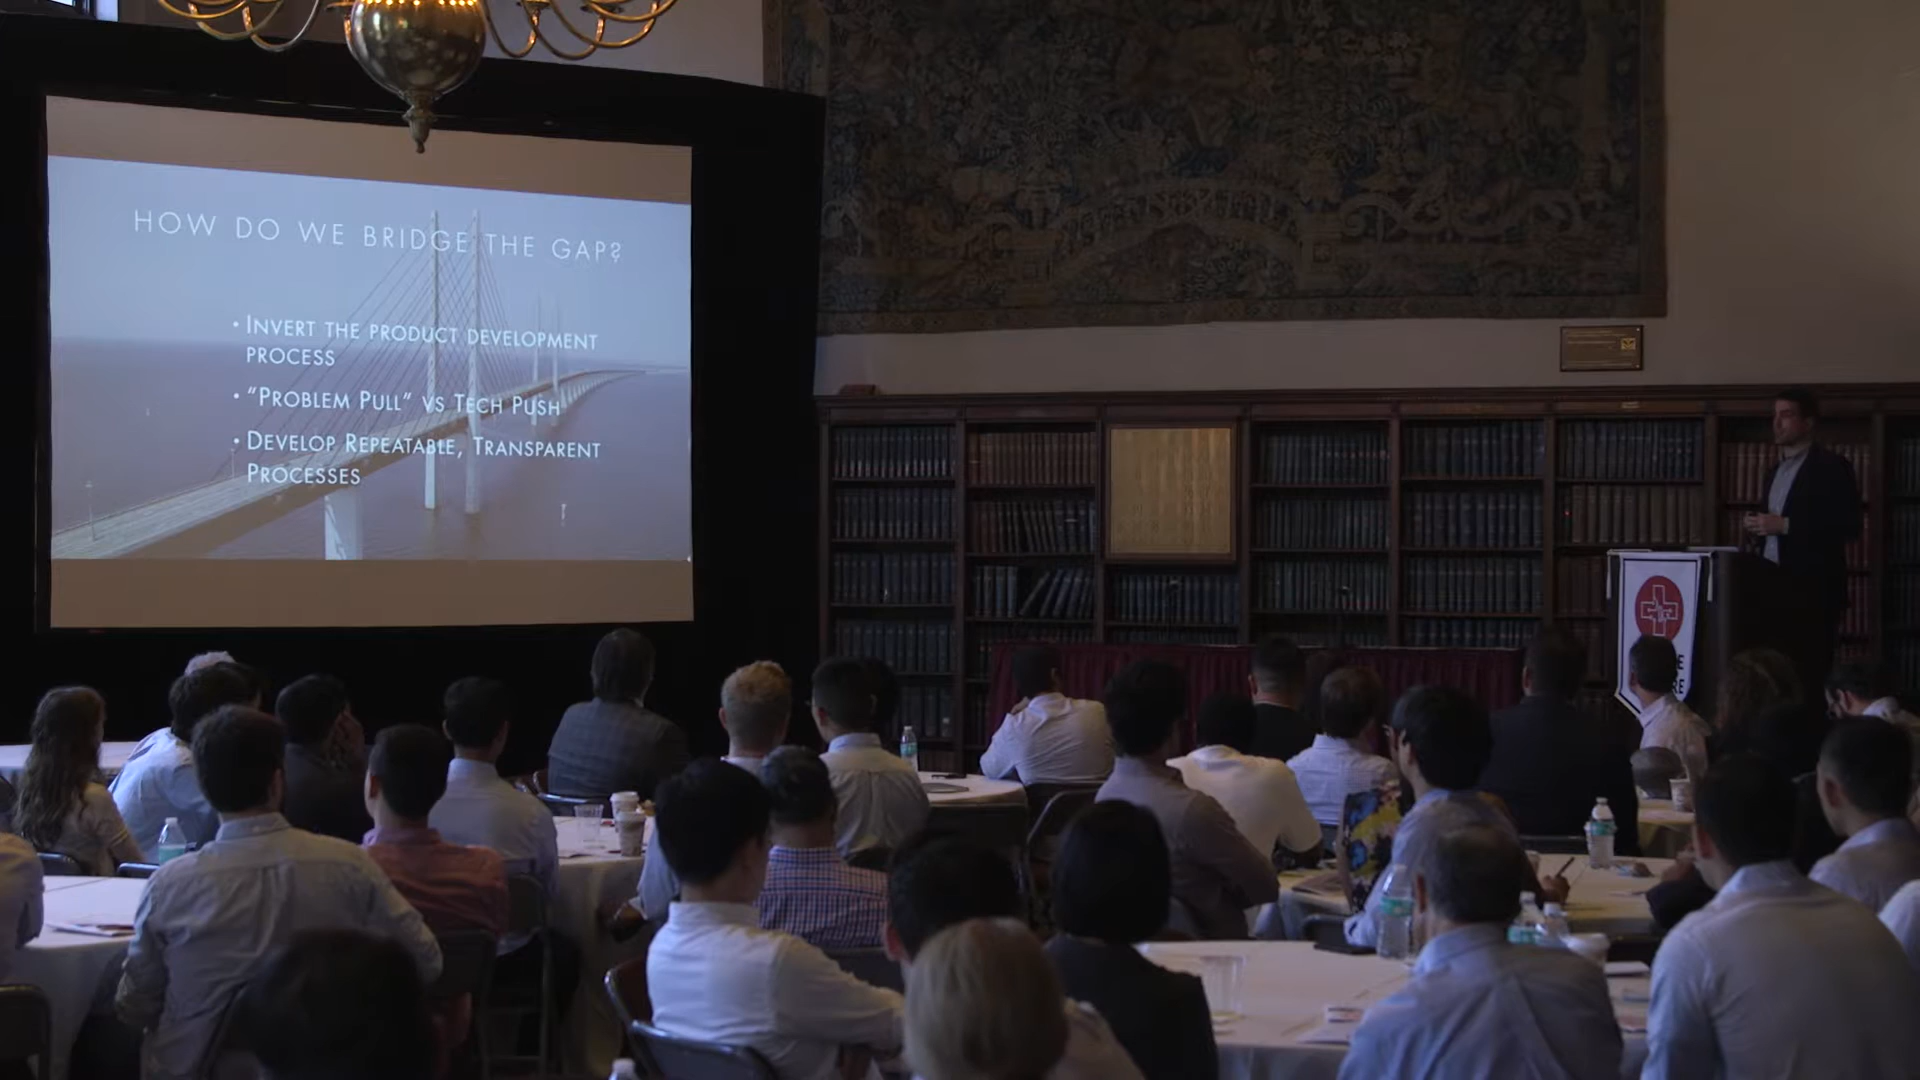 HOW DO WE BRIDGE THE GAP?
• INVERT THE PRODUCT DEVELOPMENT
PROCESS
• “PROBLEM PULL” VS TECH PUSH
• DEVELOP REPEATABLE, TRANSPARENT
PROCESSES